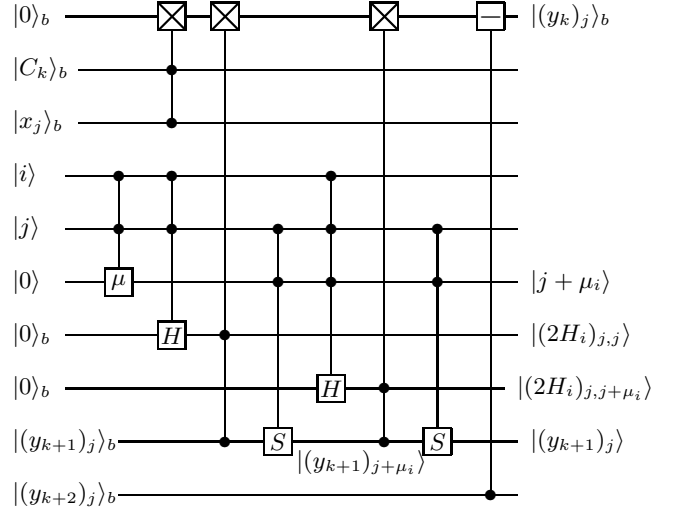 |0⟩_b |(y_k)_j⟩_b
|C_k⟩_b
|x_j⟩_b
|i⟩
|j⟩
|0⟩ μ |j + μ_i⟩
|0⟩_b H |(2H_i)_{j,j}⟩
|0⟩_b H |(2H_i)_{j,j+μ_i}⟩
|(y_{k+1})_j⟩_b S S |(y_{k+1})_j⟩
|(y_{k+1})_{j+μ_i}⟩
|(y_{k+2})_j⟩_b